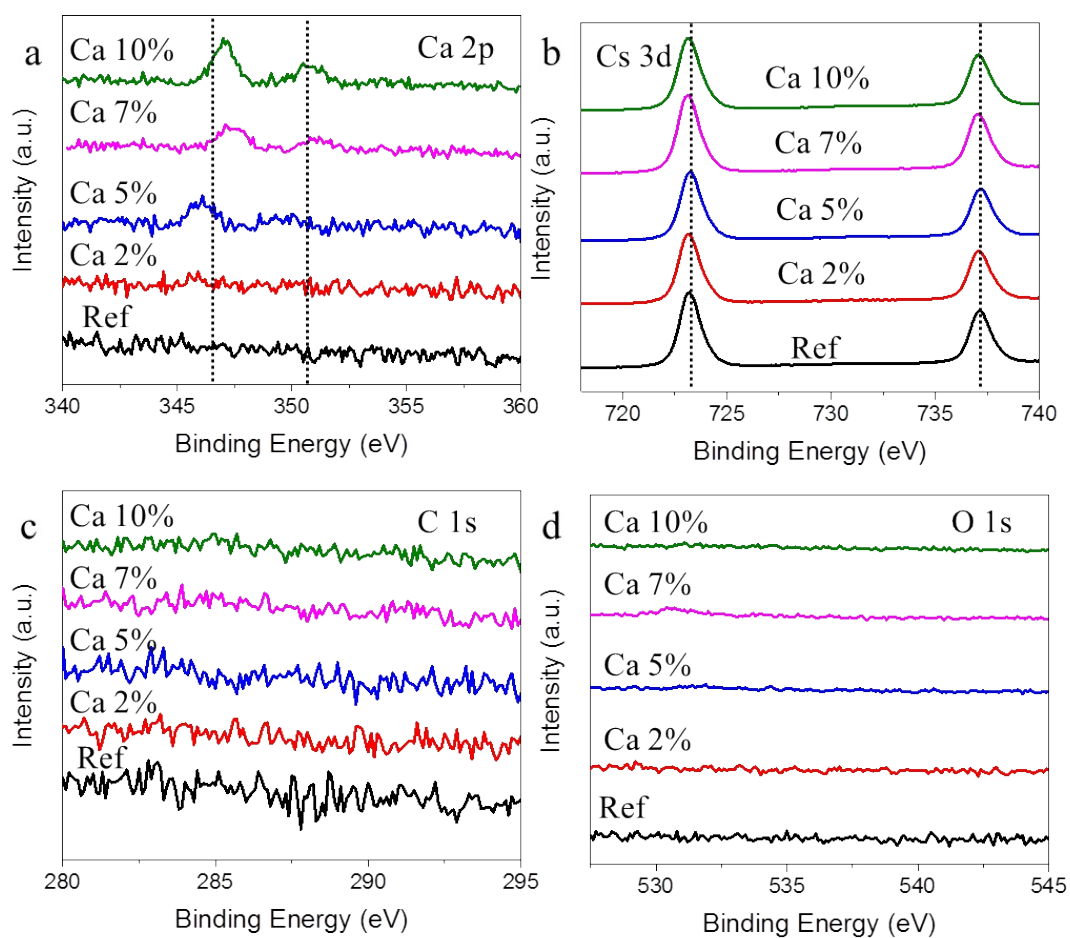 a
Ca 10%
Ca 2p
Ca 7%
Ca 5%
Ca 2%
Ref
Intensity (a.u.)
340 345 350 355 360
Binding Energy (eV)
b
Cs 3d
Ca 10%
Ca 7%
Ca 5%
Ca 2%
Ref
Intensity (a.u.)
720 725 730 735 740
Binding Energy (eV)
c
Ca 10%
C 1s
Ca 7%
Ca 5%
Ca 2%
Ref
Intensity (a.u.)
280 285 290 295
Binding Energy (eV)
d
Ca 10%
O 1s
Ca 7%
Ca 5%
Ca 2%
Ref
Intensity (a.u.)
530 535 540 545
Binding Energy (eV)